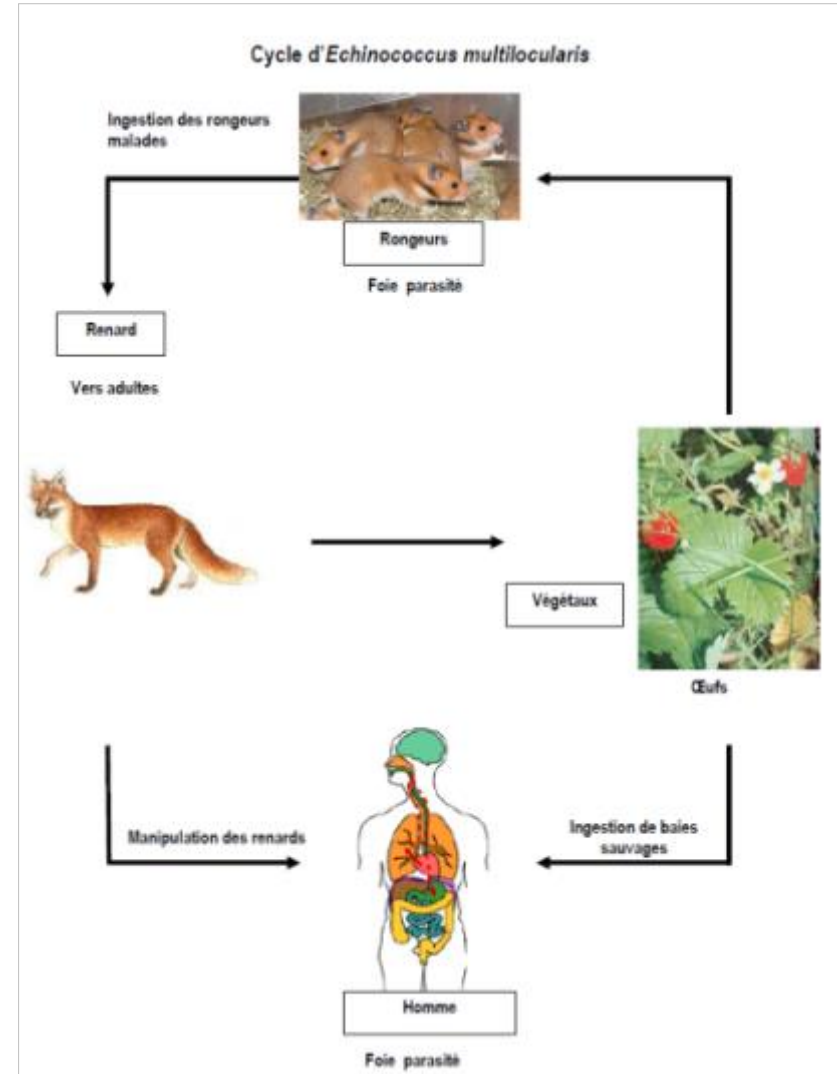 Cycle d'Echinococcus multilocularis
Ingestion des rongeurs
malades
Rongeurs
Foie parasité
Renard
Vers adultes
Végétaux
Œufs
Manipulation des renards
Ingestion de baies
sauvages
Homme
Foie parasité